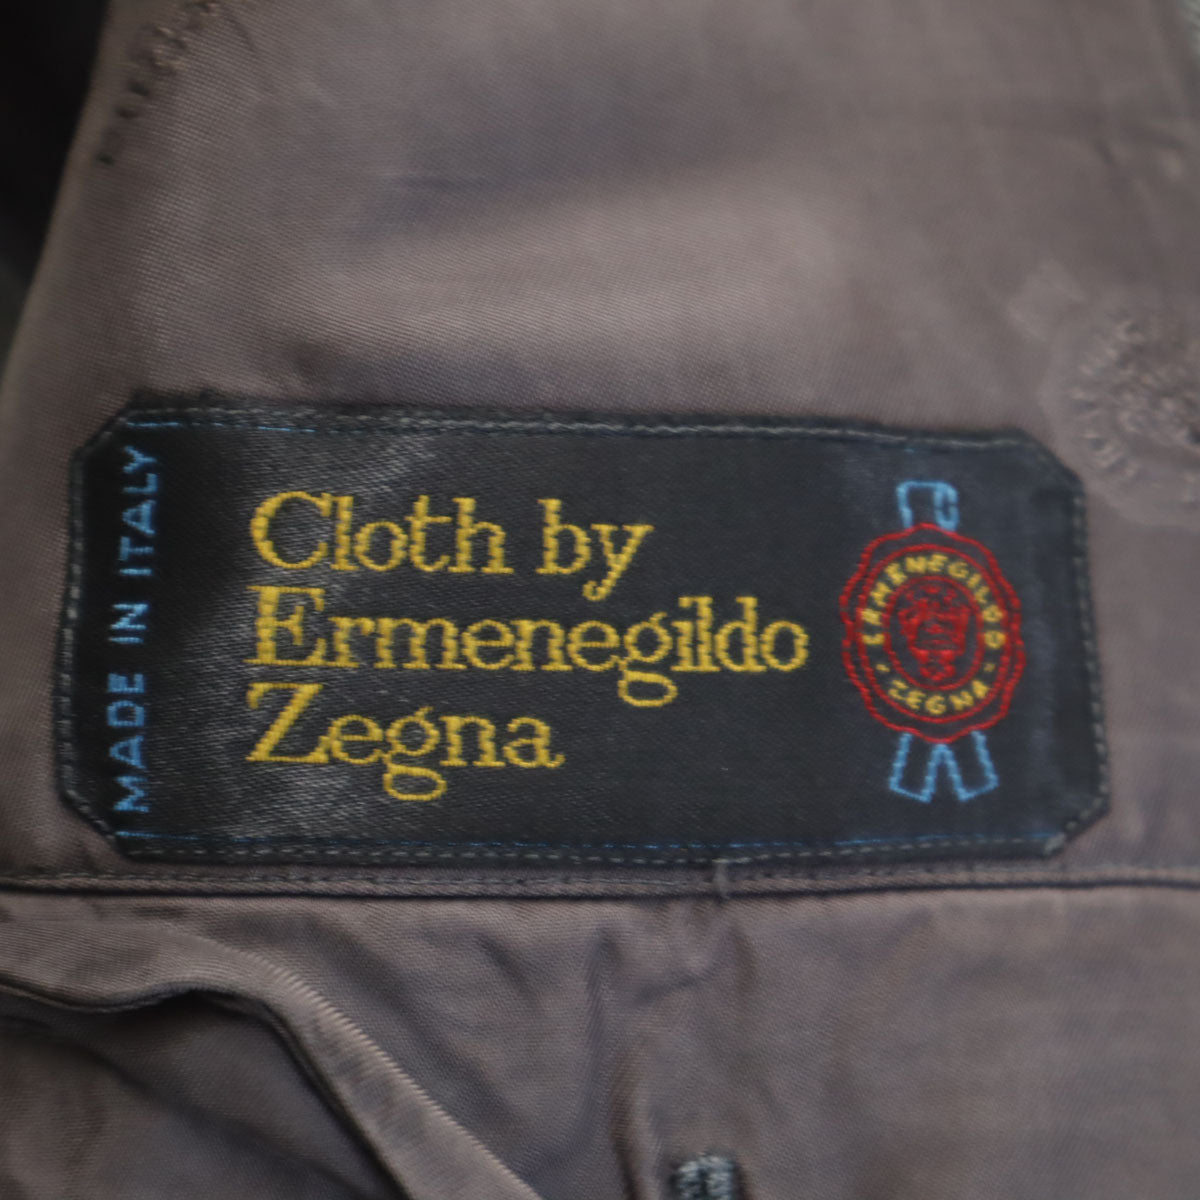 MADE IN ITALY
Cloth by
Ermenegildo
Zegna
ERMENEGILDO
ZEGNA